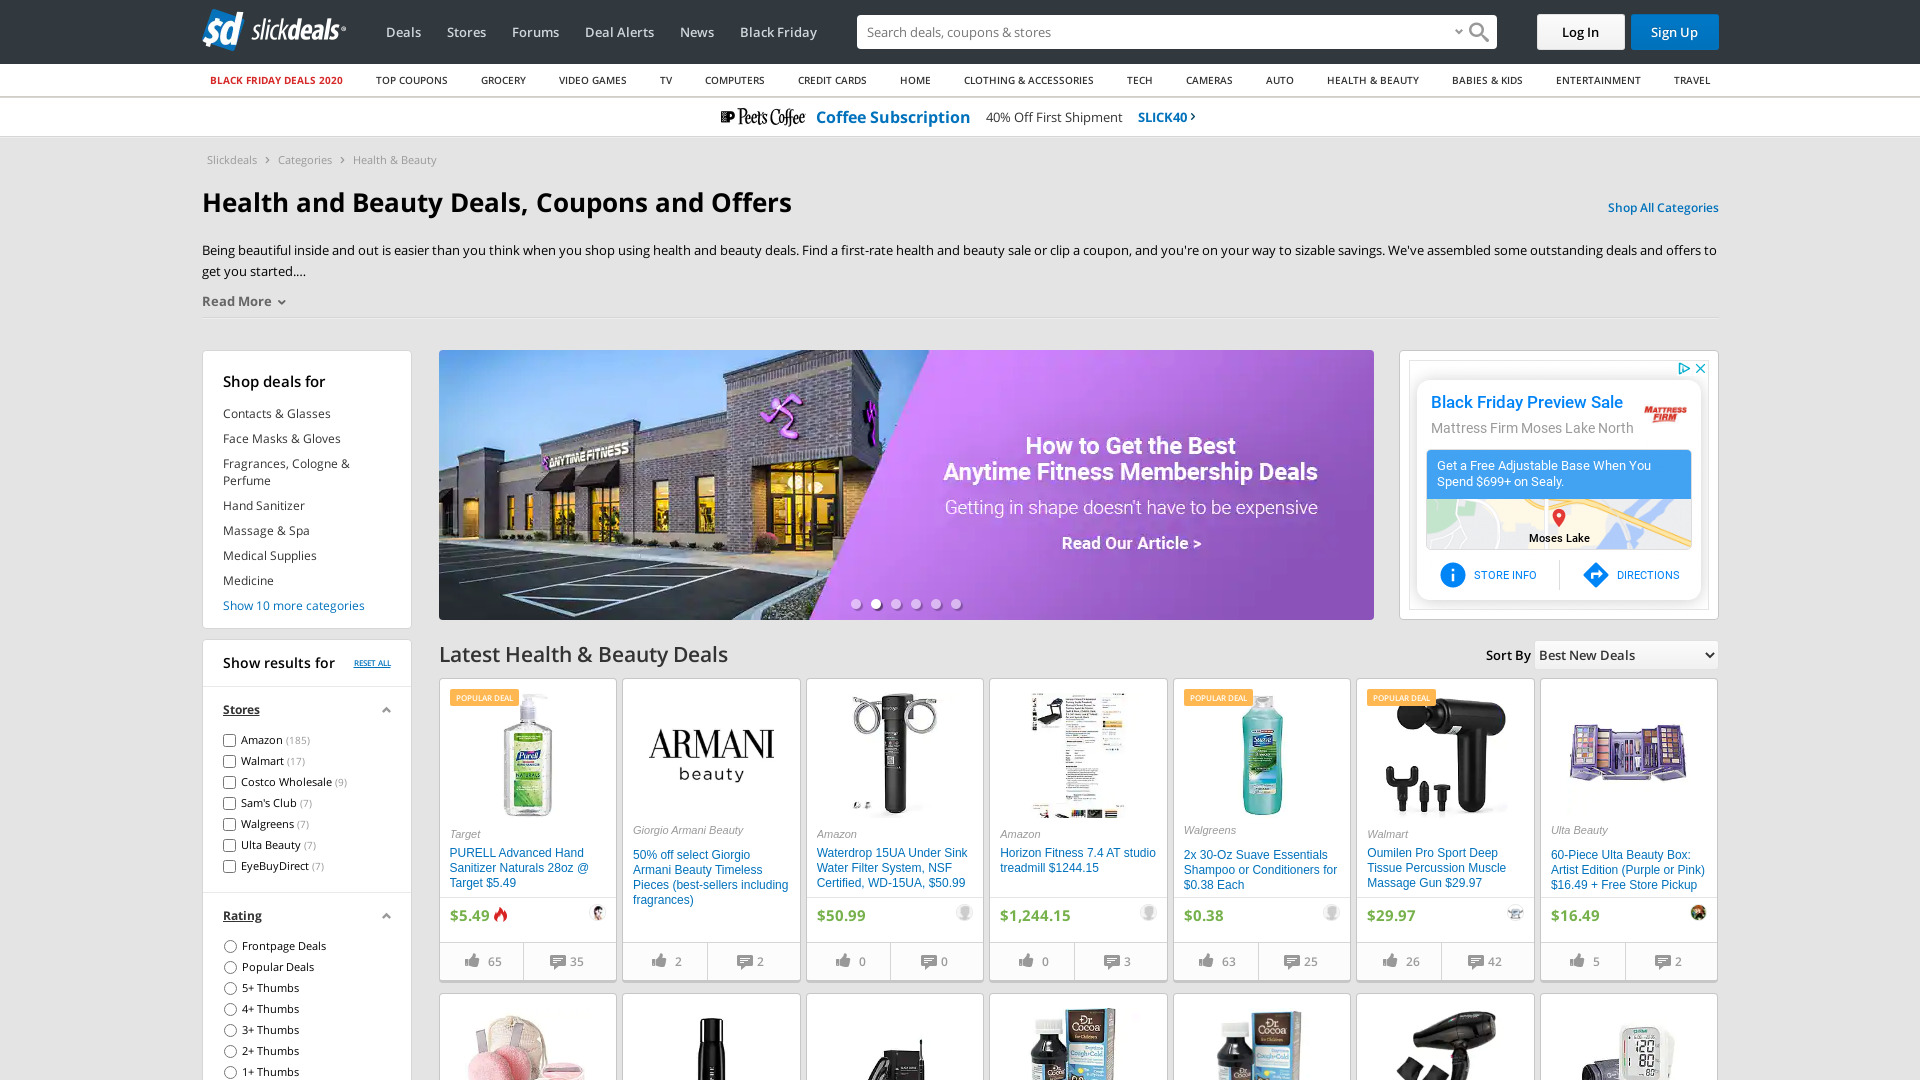 slickdeals
Deals
Stores
Forums
Deal Alerts
News
Black Friday
Search deals, coupons & stores
Log In
Sign Up
BLACK FRIDAY DEALS 2020
TOP COUPONS
GROCERY
VIDEO GAMES
TV
COMPUTERS
CREDIT CARDS
HOME
CLOTHING & ACCESSORIES
TECH
CAMERAS
AUTO
HEALTH & BEAUTY
BABIES & KIDS
ENTERTAINMENT
TRAVEL
Peet's Coffee
Coffee Subscription
40% Off First Shipment
SLICK40
Slickdeals
Categories
Health & Beauty
Health and Beauty Deals, Coupons and Offers
Shop All Categories
Being beautiful inside and out is easier than you think when you shop using health and beauty deals. Find a first-rate health and beauty sale or clip a coupon, and you're on your way to sizable savings. We've assembled some outstanding deals and offers to
get you started.…
Read More
Shop deals for
Contacts & Glasses
Face Masks & Gloves
Fragrances, Cologne &
Perfume
Hand Sanitizer
Massage & Spa
Medical Supplies
Medicine
Show 10 more categories
ANYTIME FITNESS
How to Get the Best
Anytime Fitness Membership Deals
Getting in shape doesn't have to be expensive
Read Our Article >
Black Friday Preview Sale
Mattress Firm Moses Lake North
MATTRESS
FIRM
Get a Free Adjustable Base When You
Spend $699+ on Sealy.
Moses Lake
STORE INFO
DIRECTIONS
Show results for
RESET ALL
Stores
Amazon (185)
Walmart (17)
Costco Wholesale (9)
Sam's Club (7)
Walgreens (7)
Ulta Beauty (7)
EyeBuyDirect (7)
Rating
Frontpage Deals
Popular Deals
5+ Thumbs
4+ Thumbs
3+ Thumbs
2+ Thumbs
1+ Thumbs
Latest Health & Beauty Deals
Sort By
Best New Deals
POPULAR DEAL
PURELL
Target
PURELL Advanced Hand
Sanitizer Naturals 28oz @
Target $5.49
$5.49
65
35
ARMANI
beauty
Giorgio Armani Beauty
50% off select Giorgio
Armani Beauty Timeless
Pieces (best-sellers including
fragrances)
2
2
Amazon
Waterdrop 15UA Under Sink
Water Filter System, NSF
Certified, WD-15UA, $50.99
$50.99
0
0
Amazon
Horizon Fitness 7.4 AT studio
treadmill $1244.15
$1,244.15
0
3
POPULAR DEAL
Suave
Walgreens
2x 30-Oz Suave Essentials
Shampoo or Conditioners for
$0.38 Each
$0.38
63
25
POPULAR DEAL
Walmart
Oumilen Pro Sport Deep
Tissue Percussion Muscle
Massage Gun $29.97
$29.97
26
42
Ulta Beauty
60-Piece Ulta Beauty Box:
Artist Edition (Purple or Pink)
$16.49 + Free Store Pickup
$16.49
5
2
Dr.
Cocoa
Cough+Cold
Dr.
Cocoa
Cough+Cold
120
80